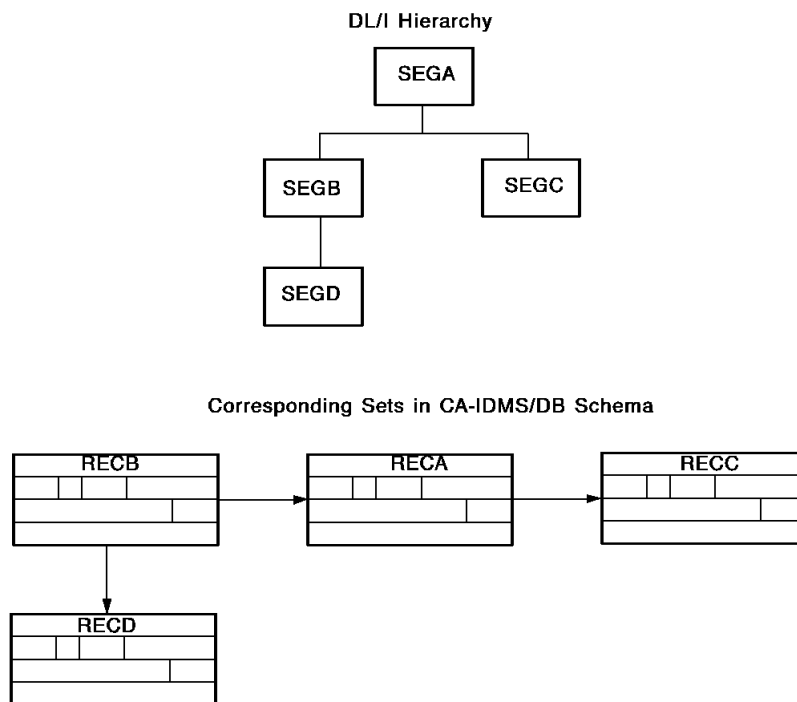 DL/I Hierarchy
SEGA
SEGB
SEGC
SEGD
Corresponding Sets in CA-IDMS/DB Schema
RECB
RECA
RECC
RECD